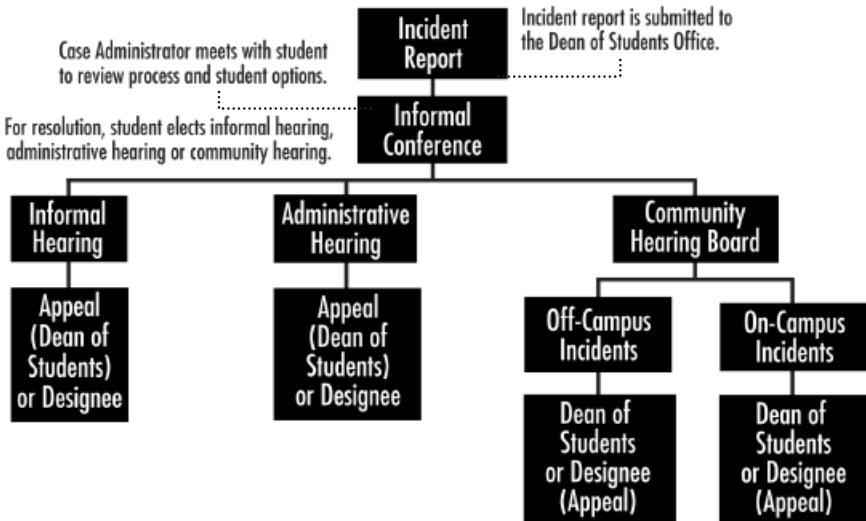 Incident
Report
Incident report is submitted to
the Dean of Students Office.
Case Administrator meets with student
to review process and student options.
Informal
Conference
For resolution, student elects informal hearing,
administrative hearing or community hearing.
Informal
Hearing
Administrative
Hearing
Community
Hearing Board
Appeal
(Dean of
Students)
or Designee
Appeal
(Dean of
Students)
or Designee
Off-Campus
Incidents
On-Campus
Incidents
Dean of
Students
or Designee
(Appeal)
Dean of
Students
or Designee
(Appeal)